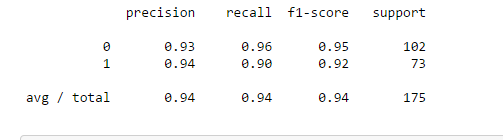 precision recall f1-score support
0 0.93 0.96 0.95 102
1 0.94 0.90 0.92 73
avg / total 0.94 0.94 0.94 175